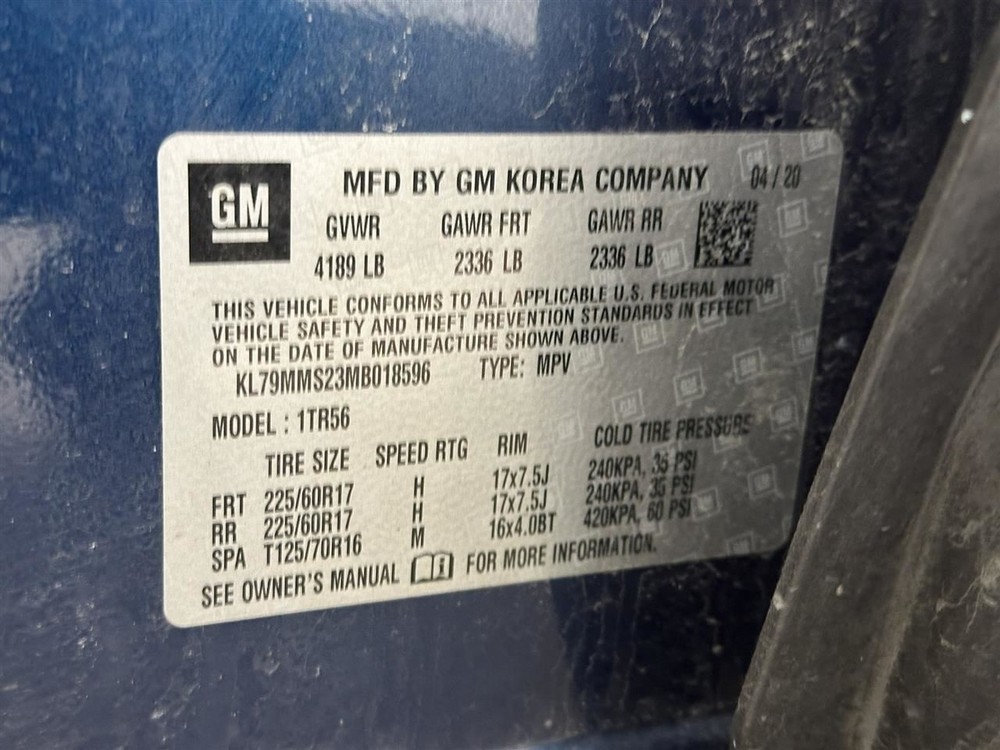 GM
MFD BY GM KOREA COMPANY 04 / 20
GVWR GAWR FRT GAWR RR
4189 LB 2336 LB 2336 LB
THIS VEHICLE CONFORMS TO ALL APPLICABLE U.S. FEDERAL MOTOR
VEHICLE SAFETY AND THEFT PREVENTION STANDARDS IN EFFECT
ON THE DATE OF MANUFACTURE SHOWN ABOVE.
KL79MMS23MB018596 TYPE: MPV
MODEL : 1TR56
TIRE SIZE SPEED RTG RIM COLD TIRE PRESSURE
FRT 225/60R17 H 17x7.5J 240KPA, 35 PSI
RR 225/60R17 H 17x7.5J 240KPA, 35 PSI
SPA T125/70R16 M 16x4.0BT 420KPA, 60 PSI
SEE OWNER'S MANUAL FOR MORE INFORMATION.